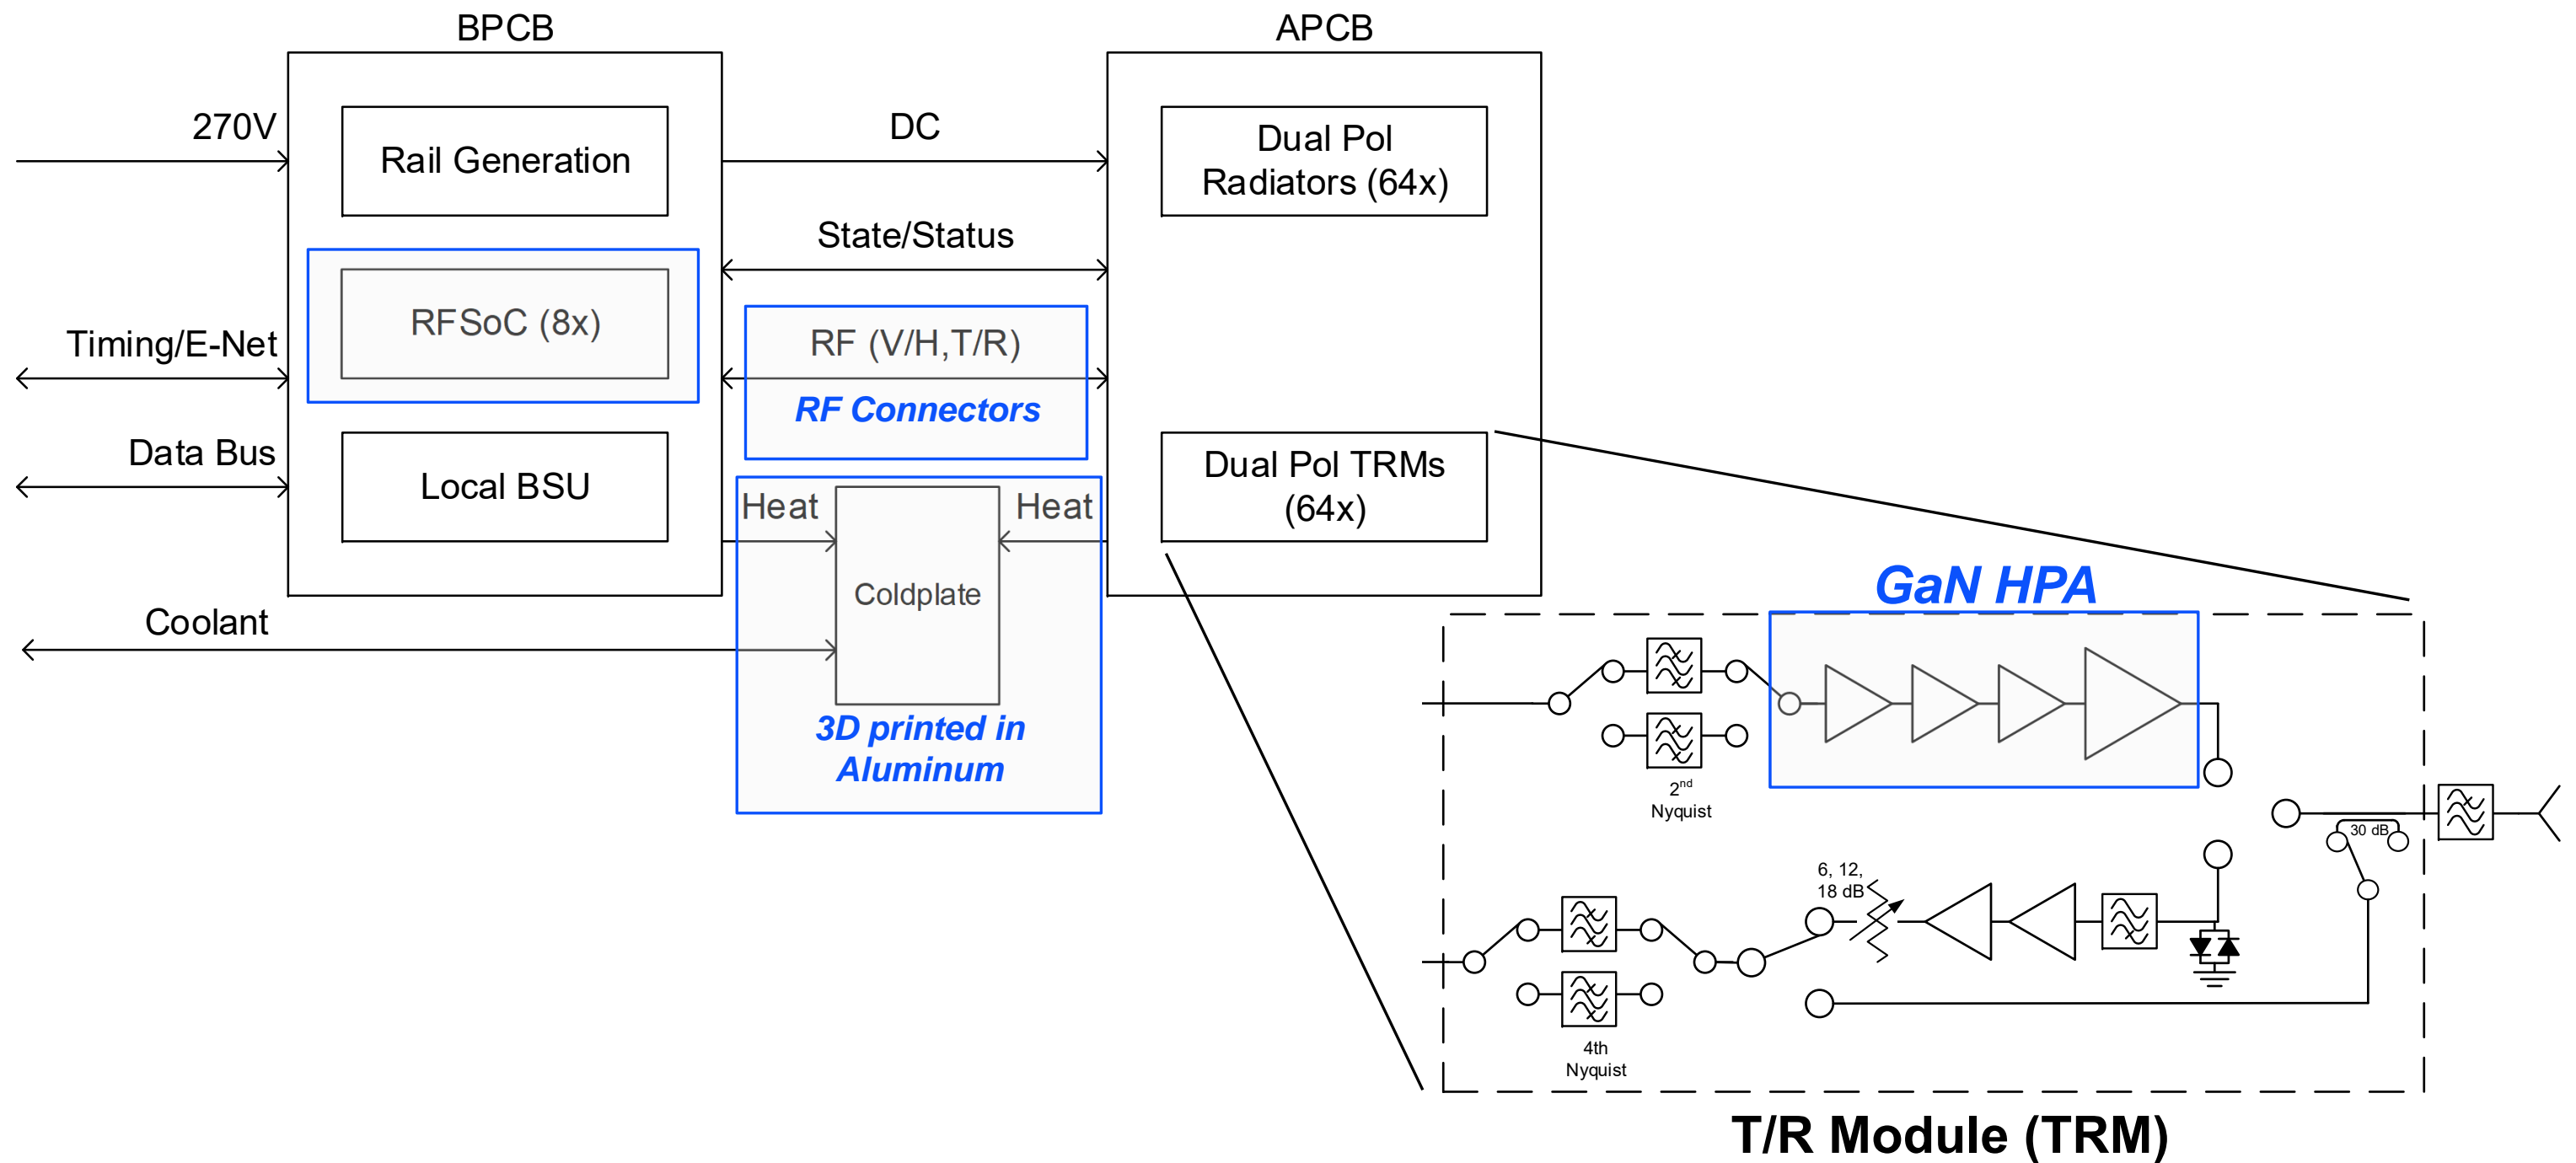 BPCB
APCB
270V
Rail Generation
DC
Dual Pol
Radiators (64x)
State/Status
RFSoC (8x)
Timing/E-Net
RF (V/H,T/R)
RF Connectors
Data Bus
Local BSU
Dual Pol TRMs
(64x)
Heat
Heat
Coldplate
Coolant
3D printed in
Aluminum
GaN HPA
2nd
Nyquist
30 dB
6, 12,
18 dB
4th
Nyquist
T/R Module (TRM)